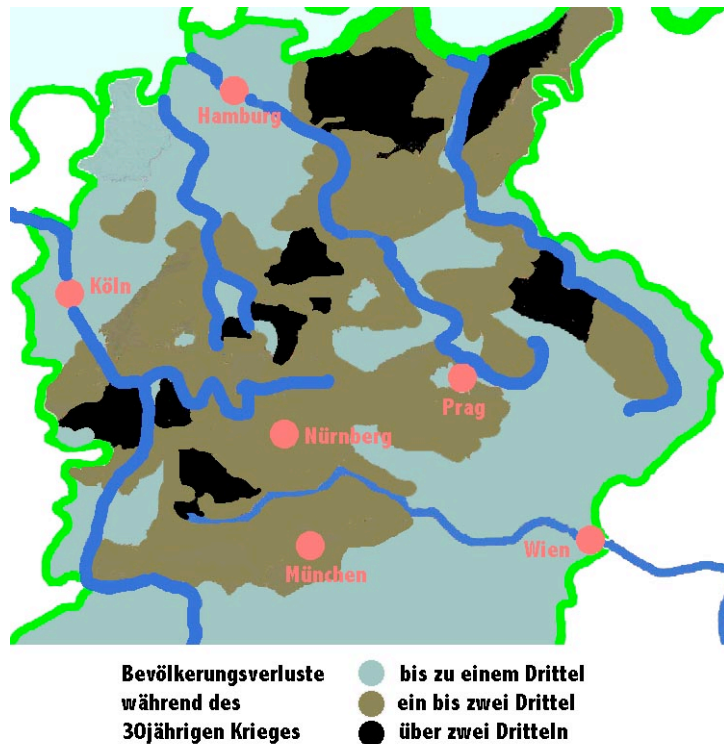 Hamburg
Köln
Prag
Nürnberg
Wien
München
Bevölkerungsverluste
während des
30jährigen Krieges
bis zu einem Drittel
ein bis zwei Drittel
über zwei Dritteln